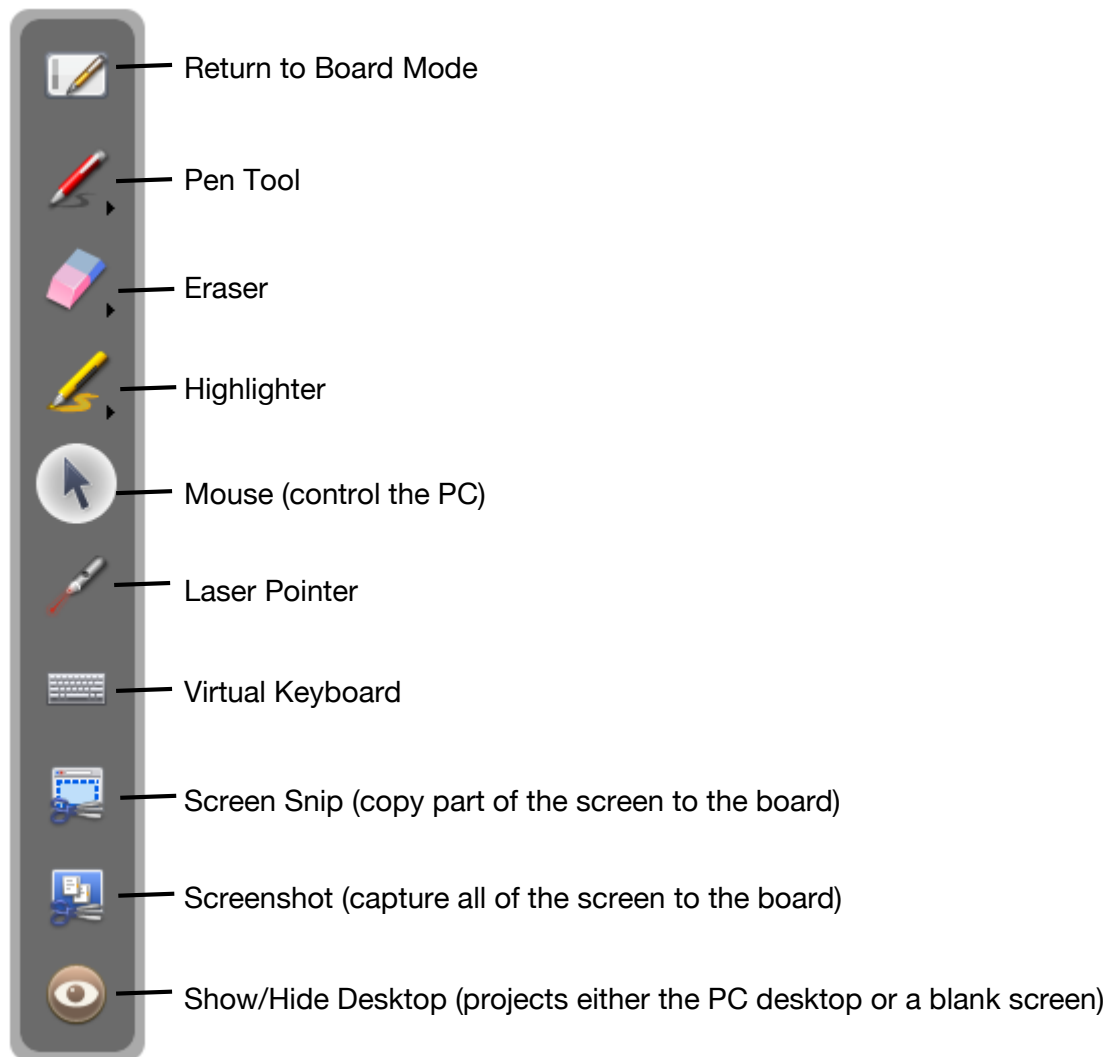 Return to Board Mode
Pen Tool
Eraser
Highlighter
Mouse (control the PC)
Laser Pointer
Virtual Keyboard
Screen Snip (copy part of the screen to the board)
Screenshot (capture all of the screen to the board)
Show/Hide Desktop (projects either the PC desktop or a blank screen)